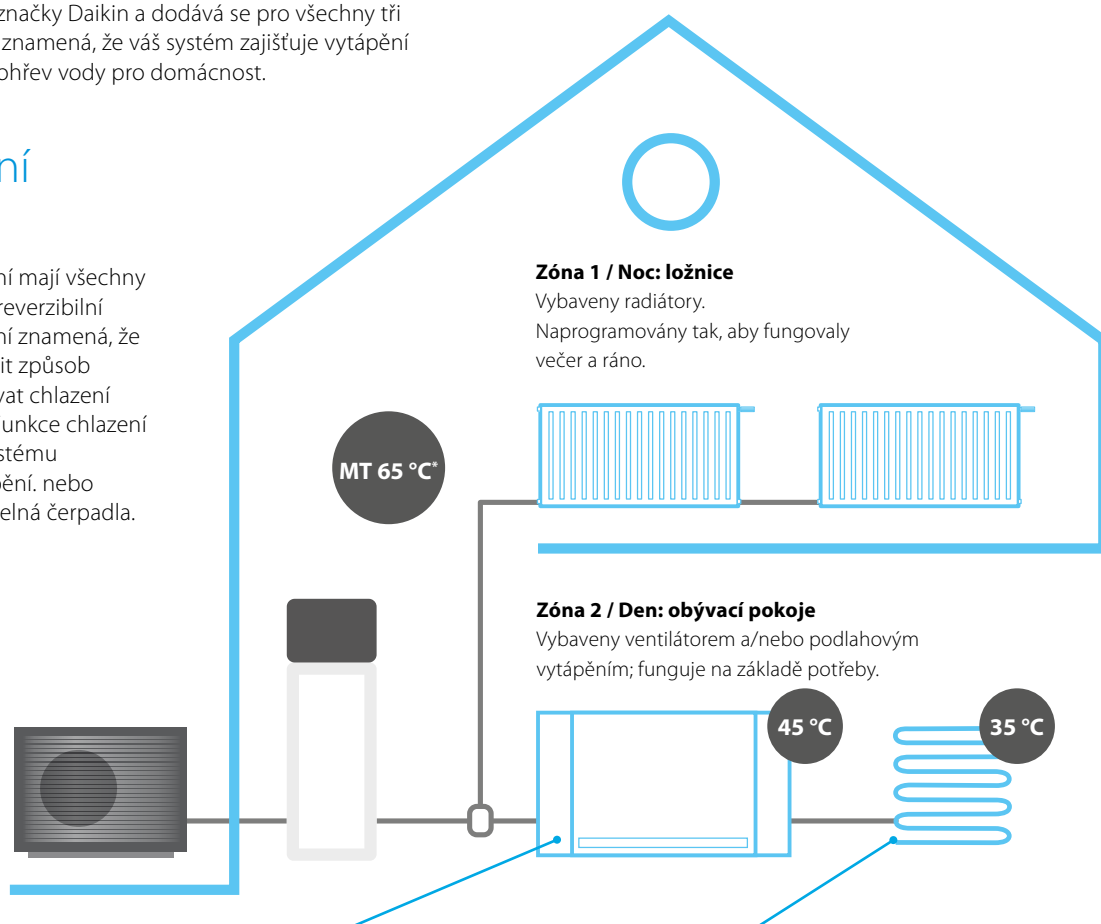 značky Daikin a dodává se pro všechny tři
znamená, že váš systém zajišťuje vytápění
ohřev vody pro domácnost.
ní
ní mají všechny
reverzibilní
ní znamená, že
it způsob
vat chlazení
unkce chlazení
stému
pění. nebo
elná čerpadla.
Zóna 1 / Noc: ložnice
Vybaveny radiátory.
Naprogramovány tak, aby fungovaly
večer a ráno.
MT 65 °C*
Zóna 2 / Den: obývací pokoje
Vybaveny ventilátorem a/nebo podlahovým
vytápěním; funguje na základě potřeby.
45 °C
35 °C